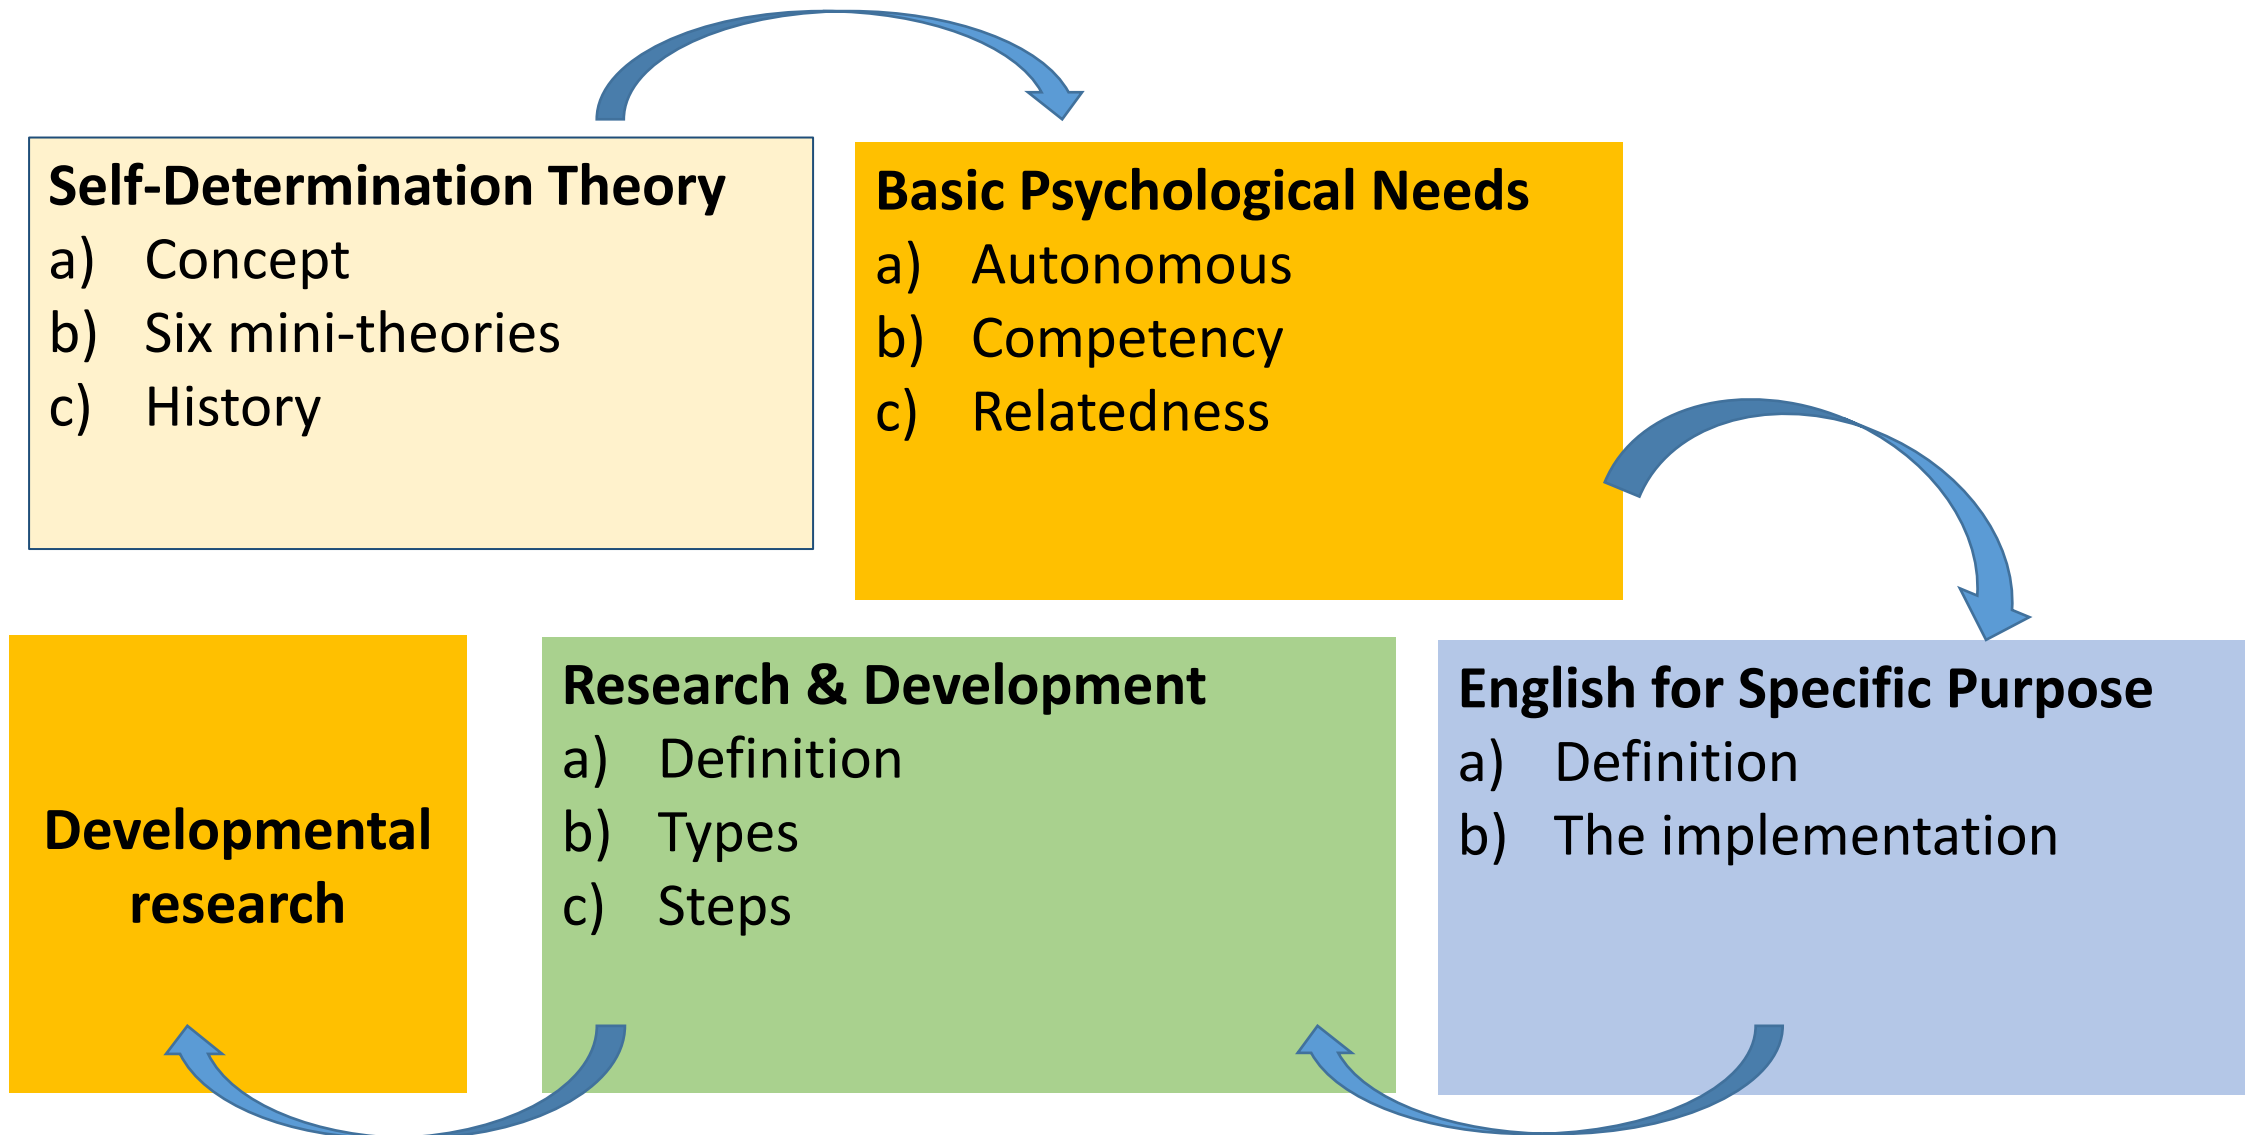 Self-Determination Theory
a) Concept
b) Six mini-theories
c) History
Basic Psychological Needs
a) Autonomous
b) Competency
c) Relatedness
Developmental
research
Research & Development
a) Definition
b) Types
c) Steps
English for Specific Purpose
a) Definition
b) The implementation